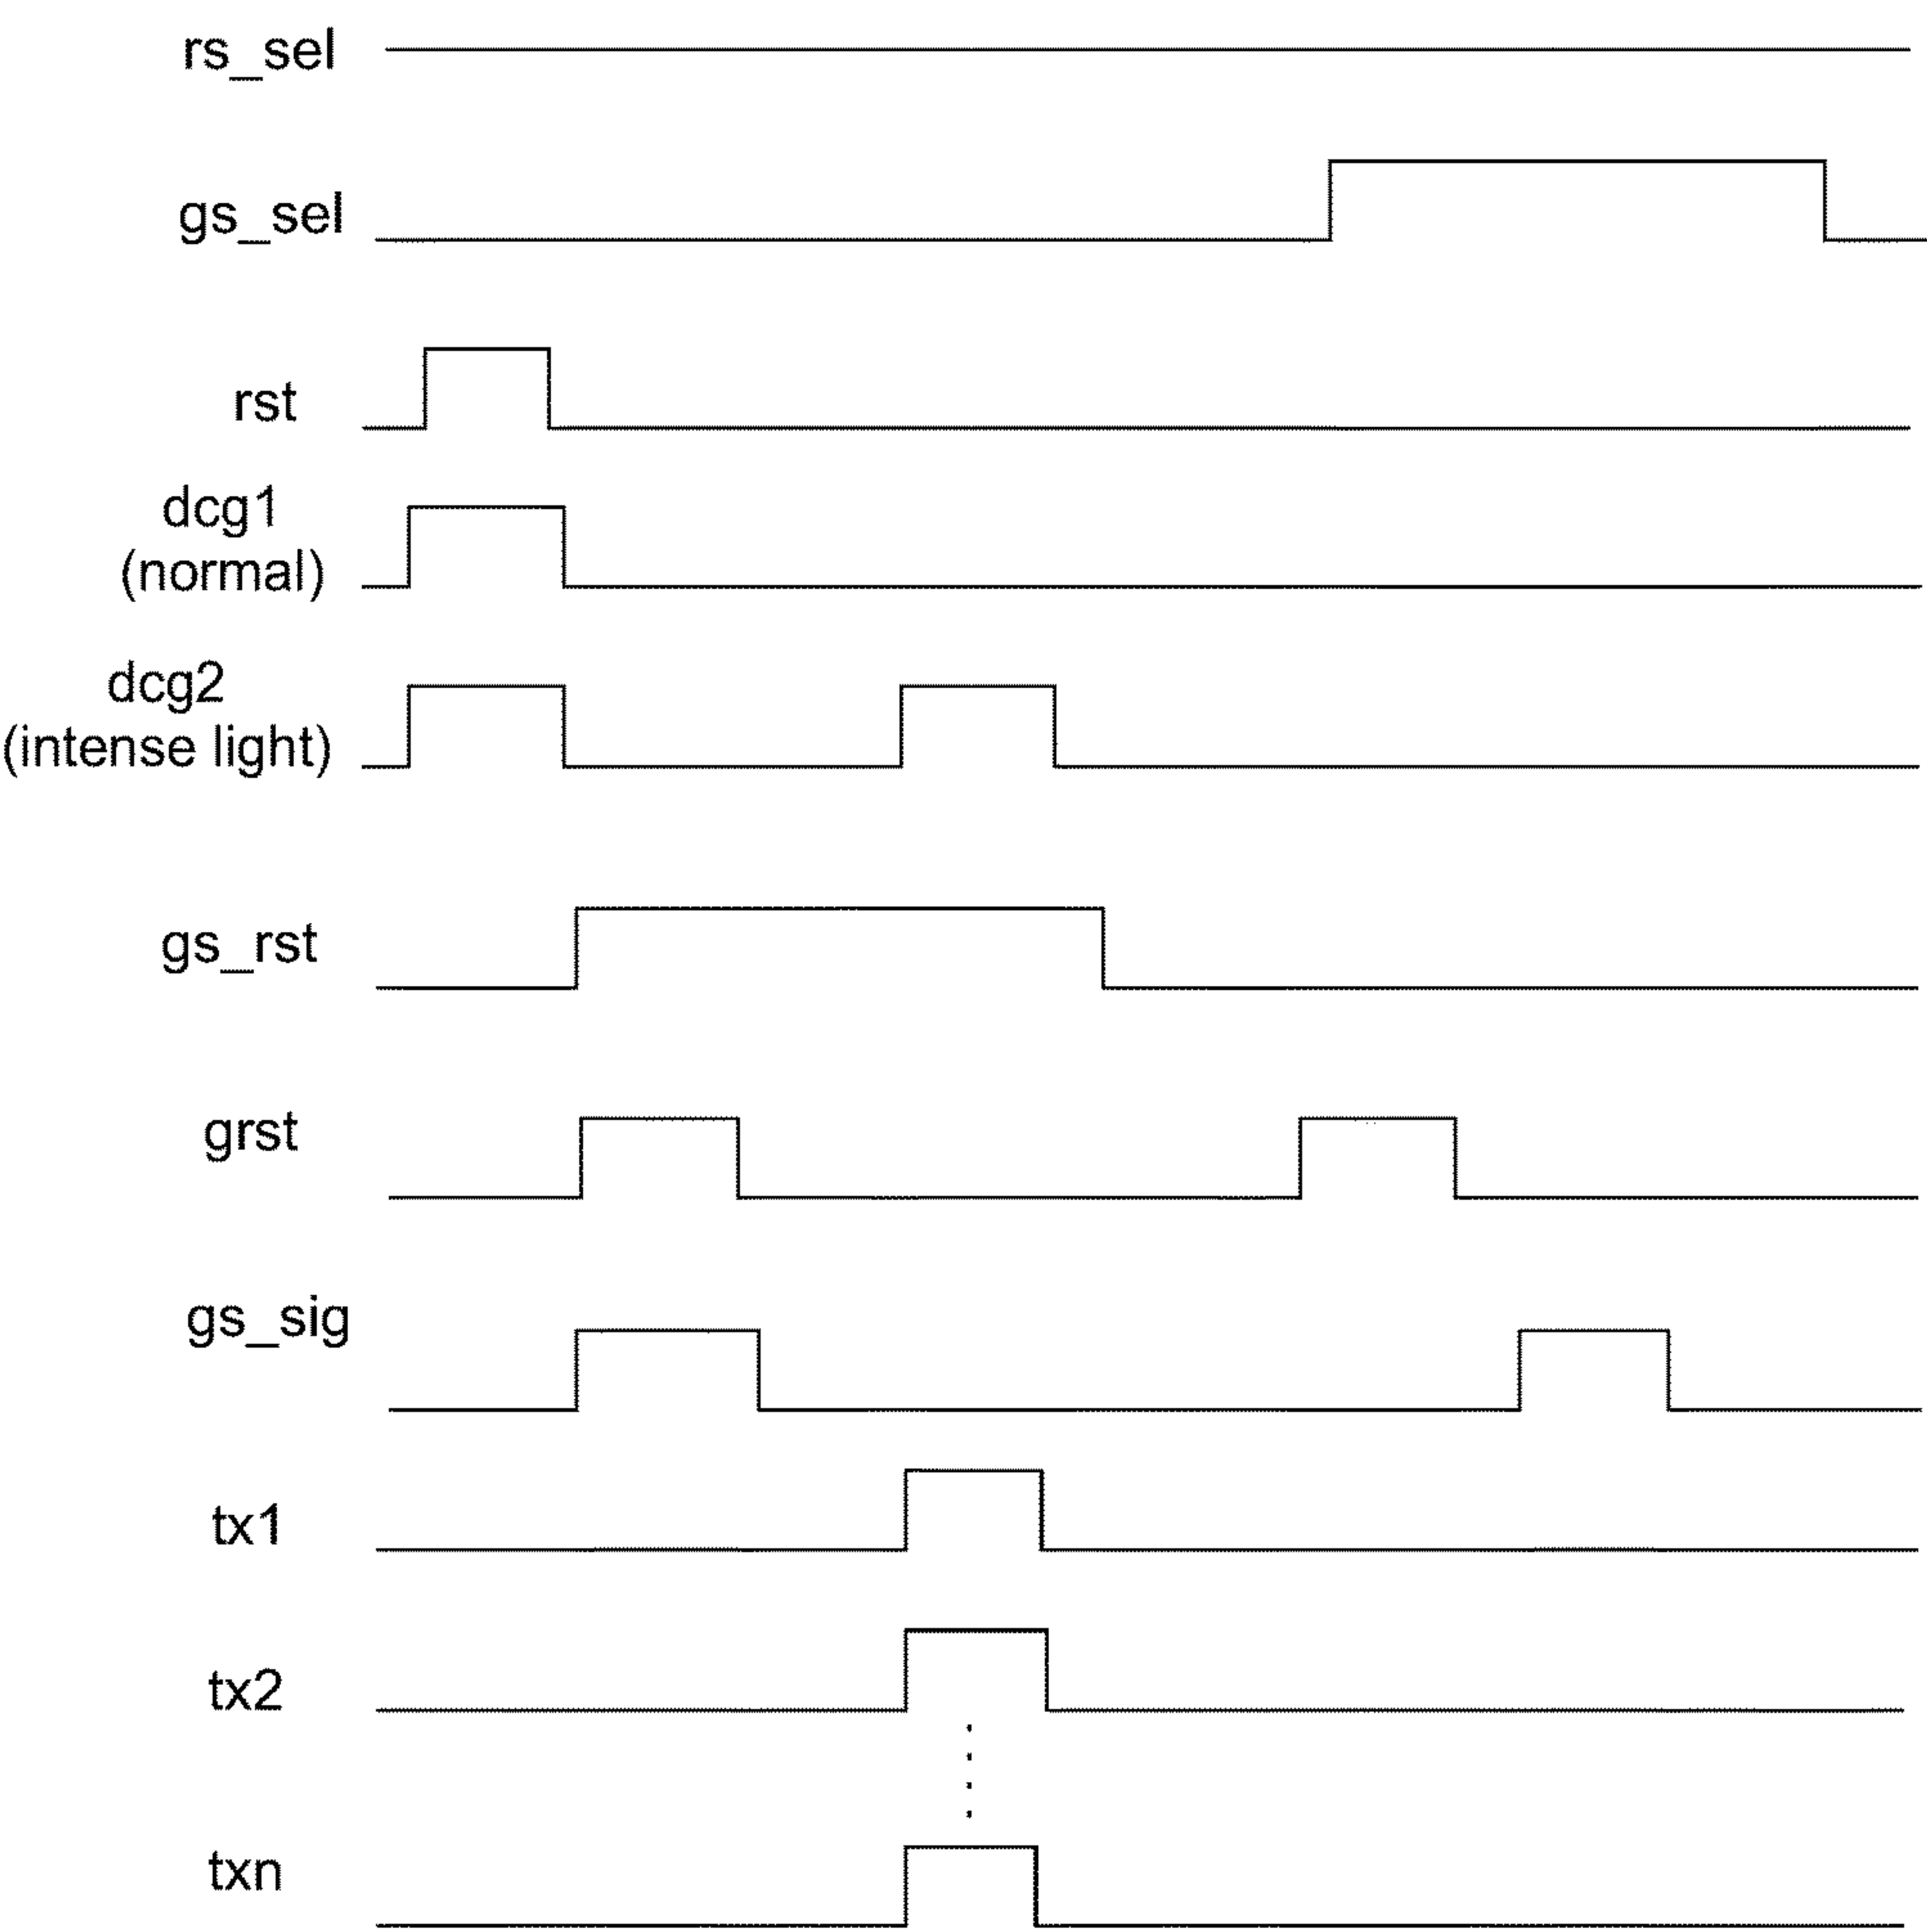 rs_sel
gs_sel
rst
dcg1
(normal)
dcg2
(intense light)
gs_rst
grst
gs_sig
tx1
tx2
txn